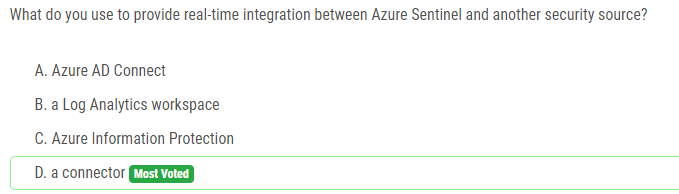 What do you use to provide real-time integration between Azure Sentinel and another security source?
A. Azure AD Connect
B. a Log Analytics workspace
C. Azure Information Protection
D. a connector Most Voted